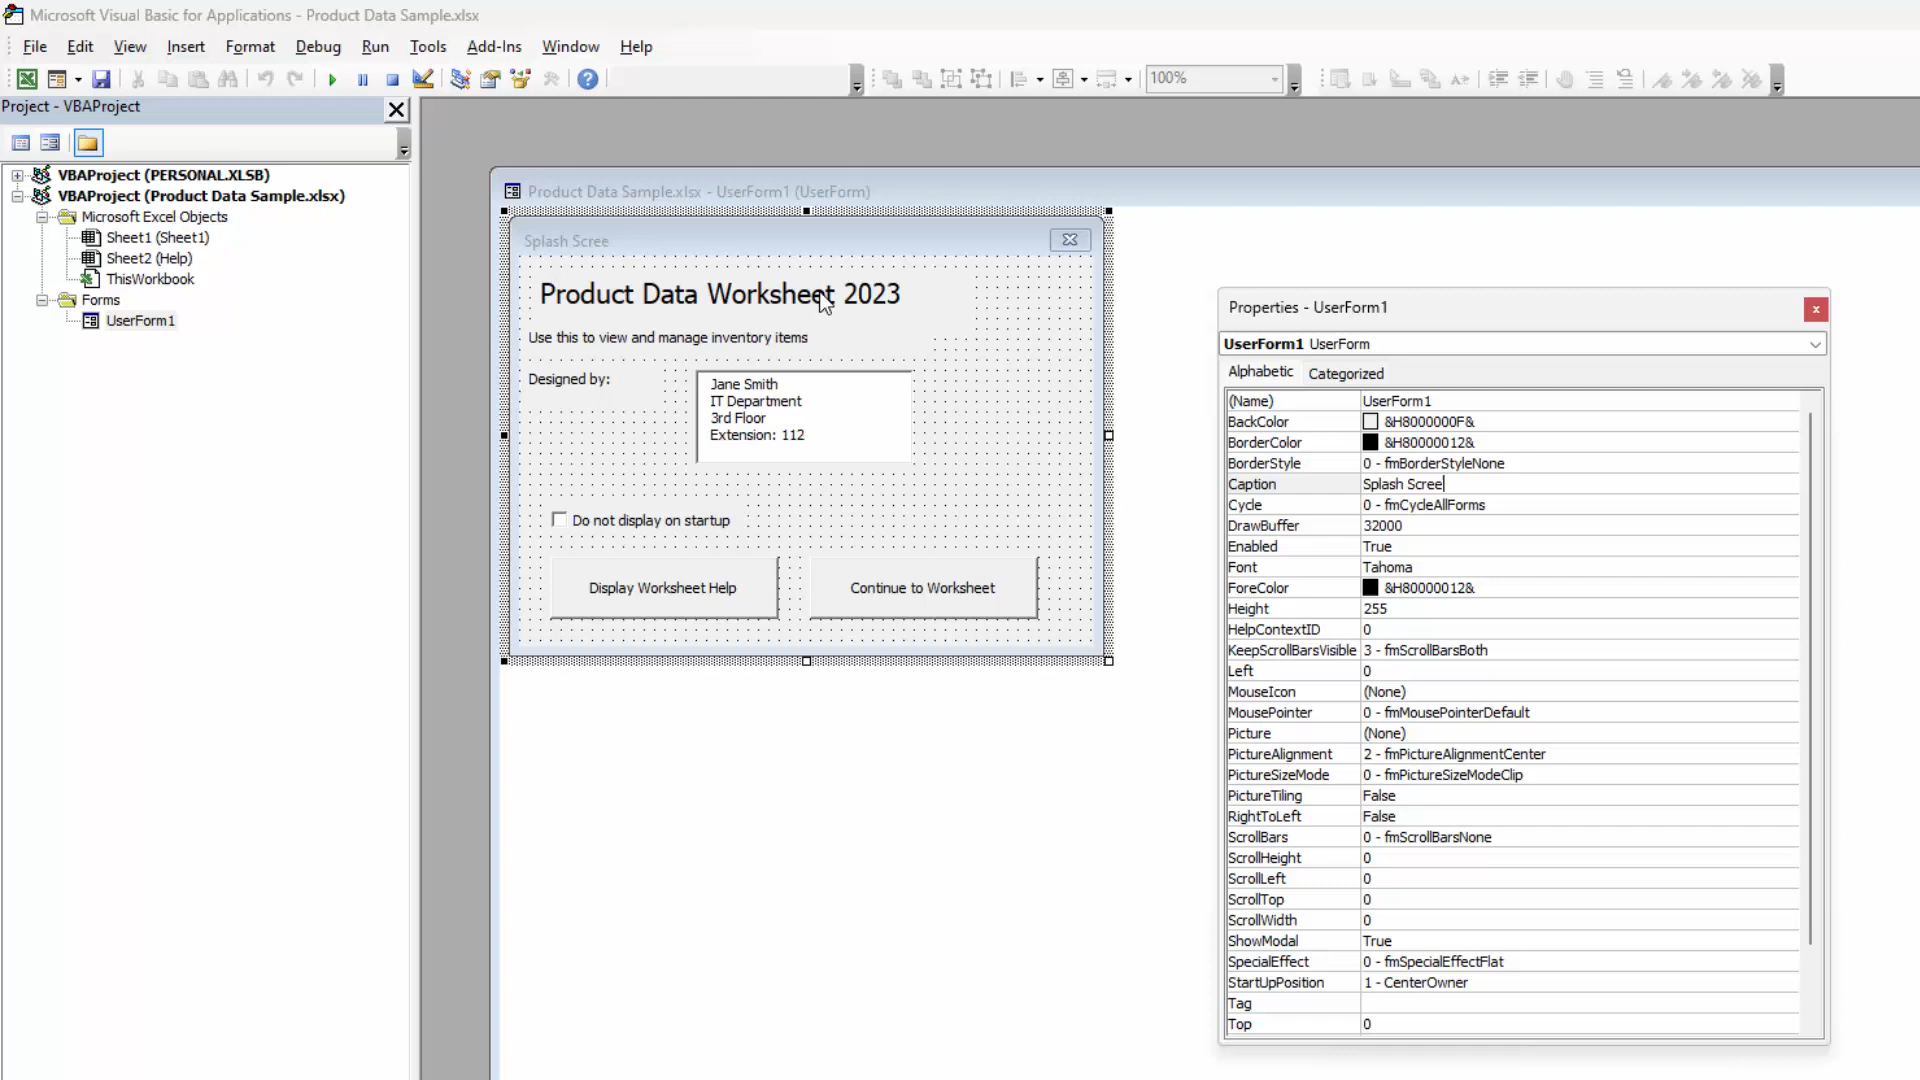 Microsoft Visual Basic for Applications - Product Data Sample.xlsx
File Edit View Insert Format Debug Run Tools Add-Ins Window Help
100%
Project - VBAProject
VBAProject (PERSONAL.XLSB)
VBAProject (Product Data Sample.xlsx)
Microsoft Excel Objects
Sheet1 (Sheet1)
Sheet2 (Help)
ThisWorkbook
Forms
UserForm1
Product Data Sample.xlsx - UserForm1 (UserForm)
Splash Scree
Product Data Worksheet 2023
Use this to view and manage inventory items
Designed by:
Jane Smith
IT Department
3rd Floor
Extension: 112
Do not display on startup
Display Worksheet Help
Continue to Worksheet
Properties - UserForm1
UserForm1 UserForm
Alphabetic Categorized
(Name) UserForm1
BackColor &H8000000F&
BorderColor &H80000012&
BorderStyle 0 - fmBorderStyleNone
Caption Splash Scree
Cycle 0 - fmCycleAllForms
DrawBuffer 32000
Enabled True
Font Tahoma
ForeColor &H80000012&
Height 255
HelpContextID 0
KeepScrollBarsVisible 3 - fmScrollBarsBoth
Left 0
MouseIcon (None)
MousePointer 0 - fmMousePointerDefault
Picture (None)
PictureAlignment 2 - fmPictureAlignmentCenter
PictureSizeMode 0 - fmPictureSizeModeClip
PictureTiling False
RightToLeft False
ScrollBars 0 - fmScrollBarsNone
ScrollHeight 0
ScrollLeft 0
ScrollTop 0
ScrollWidth 0
ShowModal True
SpecialEffect 0 - fmSpecialEffectFlat
StartUpPosition 1 - CenterOwner
Tag
Top 0